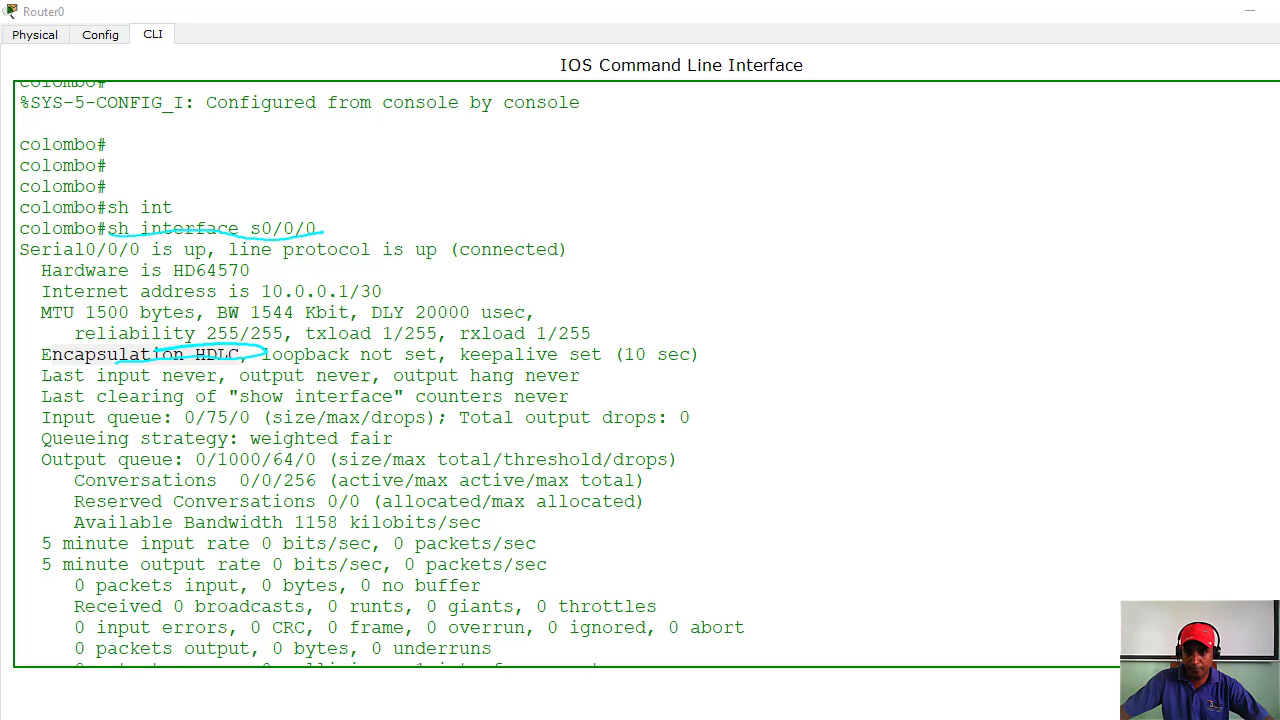 Router0
Physical Config CLI
IOS Command Line Interface
colombo#
%SYS-5-CONFIG_I: Configured from console by console
colombo#
colombo#
colombo#
colombo#sh int
colombo#sh interface s0/0/0
Serial0/0/0 is up, line protocol is up (connected)
Hardware is HD64570
Internet address is 10.0.0.1/30
MTU 1500 bytes, BW 1544 Kbit, DLY 20000 usec,
reliability 255/255, txload 1/255, rxload 1/255
Encapsulation HDLC, loopback not set, keepalive set (10 sec)
Last input never, output never, output hang never
Last clearing of "show interface" counters never
Input queue: 0/75/0 (size/max/drops); Total output drops: 0
Queueing strategy: weighted fair
Output queue: 0/1000/64/0 (size/max total/threshold/drops)
Conversations 0/0/256 (active/max active/max total)
Reserved Conversations 0/0 (allocated/max allocated)
Available Bandwidth 1158 kilobits/sec
5 minute input rate 0 bits/sec, 0 packets/sec
5 minute output rate 0 bits/sec, 0 packets/sec
0 packets input, 0 bytes, 0 no buffer
Received 0 broadcasts, 0 runts, 0 giants, 0 throttles
0 input errors, 0 CRC, 0 frame, 0 overrun, 0 ignored, 0 abort
0 packets output, 0 bytes, 0 underruns